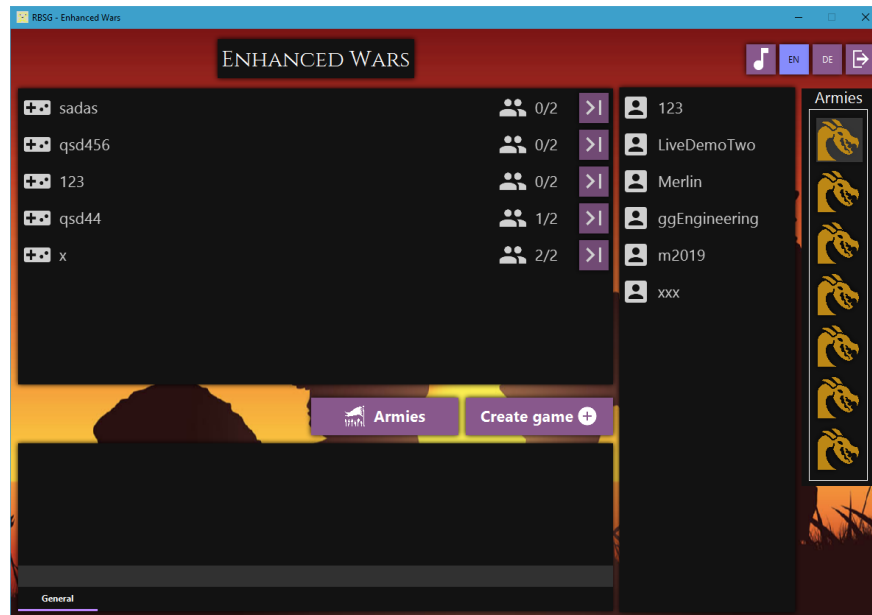 RBSG - Enhanced Wars
Enhanced Wars
EN
DE
sadas 0/2
qsd456 0/2
123 0/2
qsd44 1/2
x 2/2
123
LiveDemoTwo
Merlin
ggEngineering
m2019
xxx
Armies
Armies
Create game
General